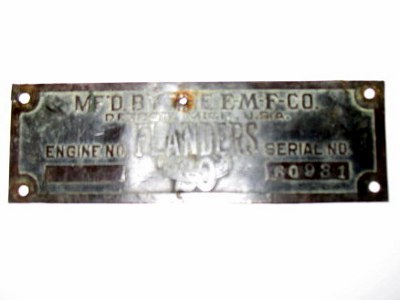 MF'D. BY THE E-M-F-CO.
DETROIT, MICH. U.S.A.
FLANDERS
ENGINE NO. SERIAL NO.
20